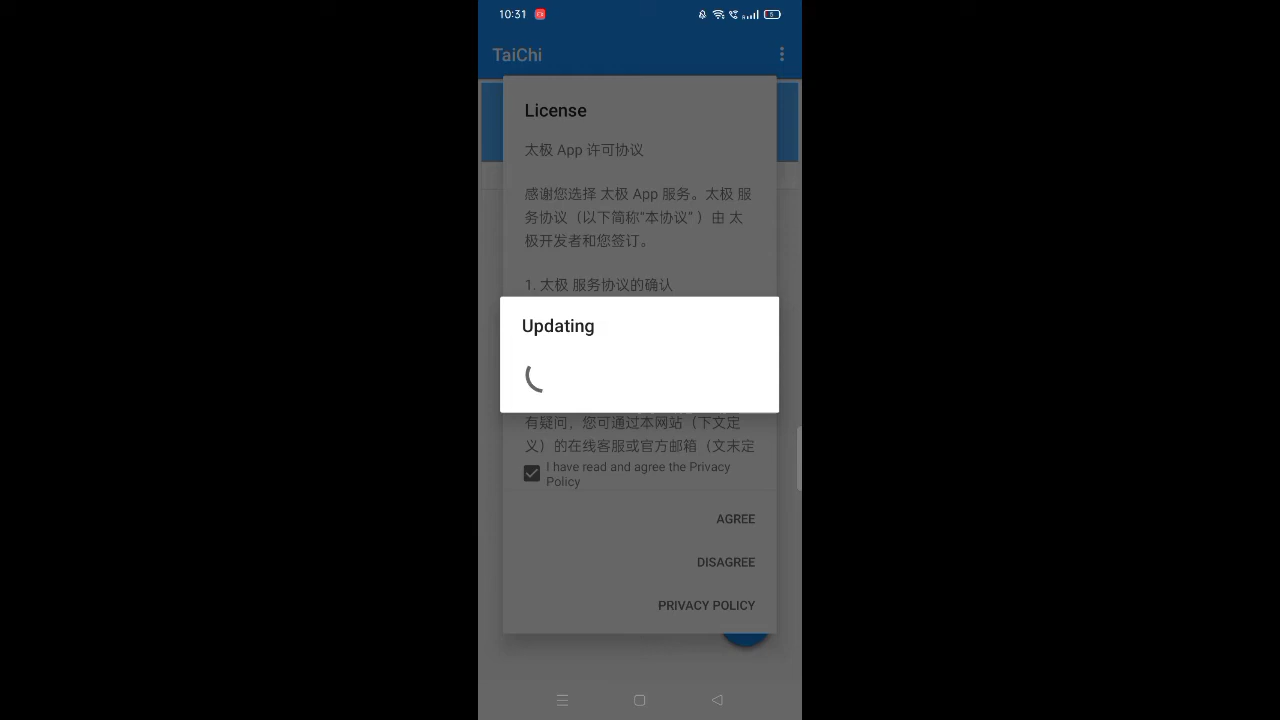 10:31
TaiChi
License
太极 App 许可协议
感谢您选择 太极 App 服务。太极 服
务协议（以下简称“本协议” ）由 太
极开发者和您签订。
1. 太极 服务协议的确认
Updating
有疑问，您可通过本网站（下文定
义）的在线客服或官方邮箱（文末定
I have read and agree the Privacy
Policy
AGREE
DISAGREE
PRIVACY POLICY